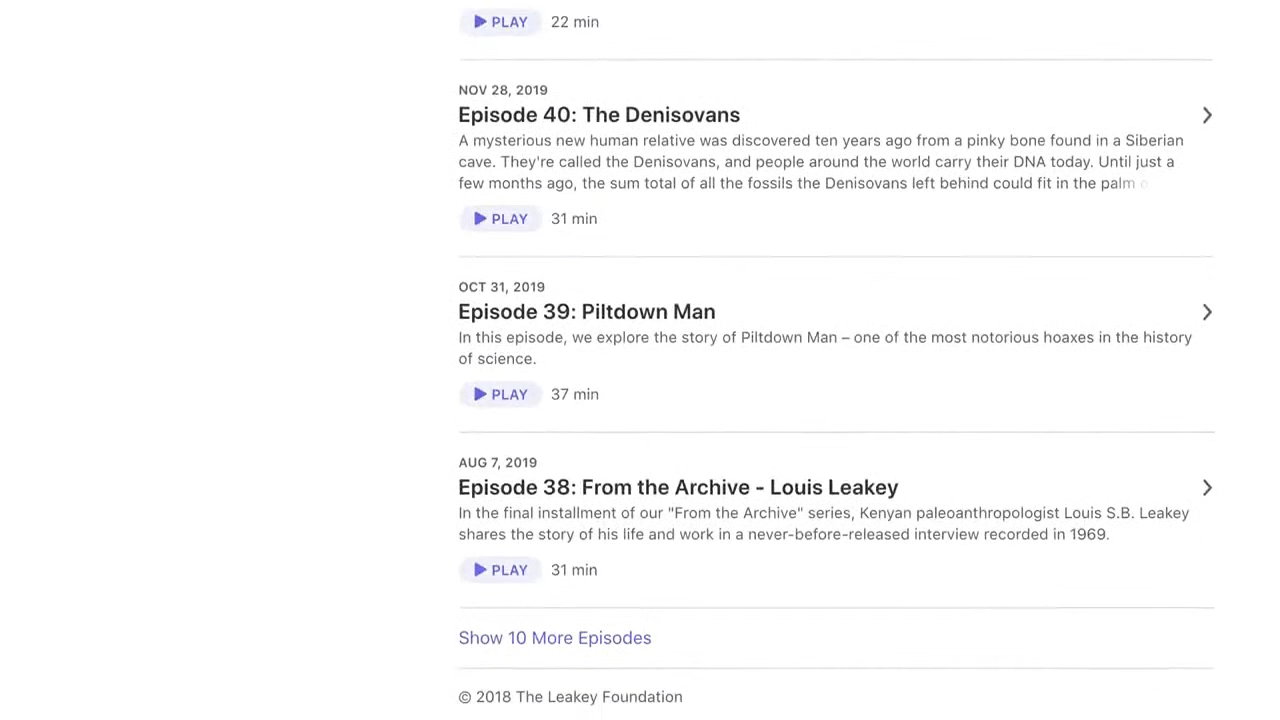 PLAY 22 min
NOV 28, 2019
Episode 40: The Denisovans
A mysterious new human relative was discovered ten years ago from a pinky bone found in a Siberian
cave. They're called the Denisovans, and people around the world carry their DNA today. Until just a
few months ago, the sum total of all the fossils the Denisovans left behind could fit in the palm o
PLAY 31 min
OCT 31, 2019
Episode 39: Piltdown Man
In this episode, we explore the story of Piltdown Man – one of the most notorious hoaxes in the history
of science.
PLAY 37 min
AUG 7, 2019
Episode 38: From the Archive - Louis Leakey
In the final installment of our "From the Archive" series, Kenyan paleoanthropologist Louis S.B. Leakey
shares the story of his life and work in a never-before-released interview recorded in 1969.
PLAY 31 min
Show 10 More Episodes
© 2018 The Leakey Foundation